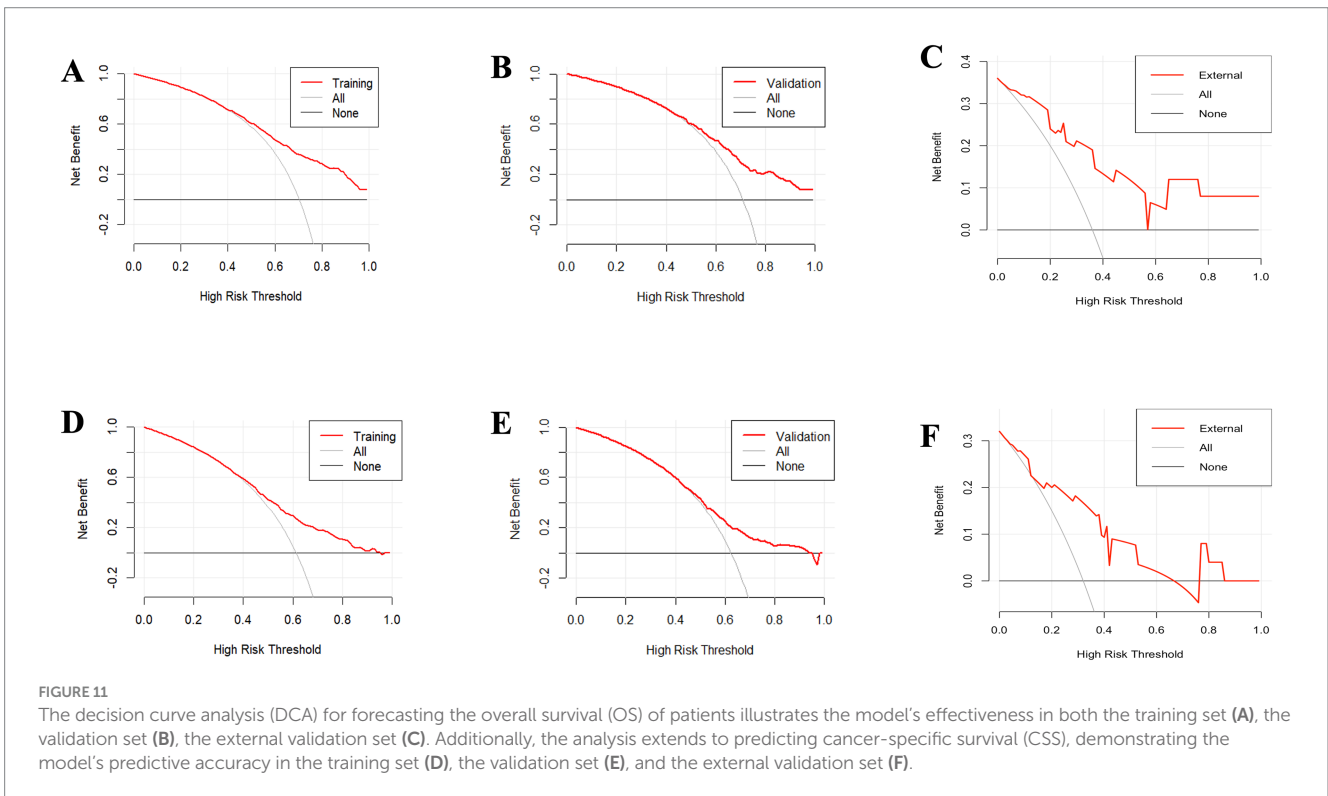 A
Net Benefit
-0.2 0.2 0.6 1.0
Training
All
None
0.0 0.2 0.4 0.6 0.8 1.0
High Risk Threshold
B
Net Benefit
-0.2 0.2 0.6 1.0
Validation
All
None
0.0 0.2 0.4 0.6 0.8 1.0
High Risk Threshold
C
Net Benefit
0.0 0.1 0.2 0.3 0.4
External
All
None
0.0 0.2 0.4 0.6 0.8 1.0
High Risk Threshold
D
Net Benefit
-0.2 0.2 0.6 1.0
Training
All
None
0.0 0.2 0.4 0.6 0.8 1.0
High Risk Threshold
E
Net Benefit
-0.2 0.2 0.6 1.0
Validation
All
None
0.0 0.2 0.4 0.6 0.8 1.0
High Risk Threshold
F
Net Benefit
0.0 0.1 0.2 0.3
External
All
None
0.0 0.2 0.4 0.6 0.8 1.0
High Risk Threshold
FIGURE 11
The decision curve analysis (DCA) for forecasting the overall survival (OS) of patients illustrates the model's effectiveness in both the training set (A), the
validation set (B), the external validation set (C). Additionally, the analysis extends to predicting cancer-specific survival (CSS), demonstrating the
model's predictive accuracy in the training set (D), the validation set (E), and the external validation set (F).